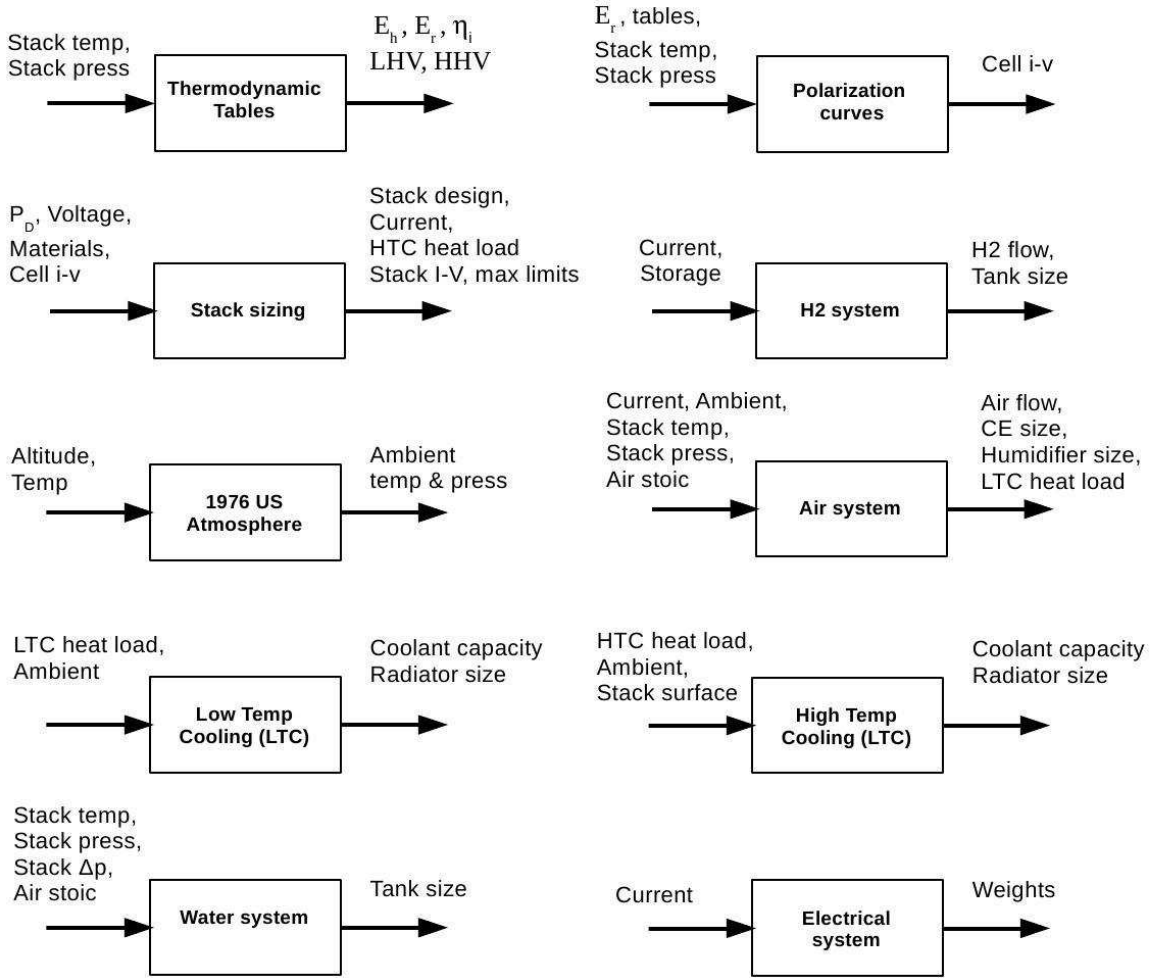 Stack temp,
Stack press
E_h, E_r, η_i
LHV, HHV
Thermodynamic
Tables
E_r, tables,
Stack temp,
Stack press
Cell i-v
Polarization
curves
P_D, Voltage,
Materials,
Cell i-v
Stack design,
Current,
HTC heat load
Stack I-V, max limits
Stack sizing
Current,
Storage
H2 flow,
Tank size
H2 system
Altitude,
Temp
Ambient
temp & press
1976 US
Atmosphere
Current, Ambient,
Stack temp,
Stack press,
Air stoic
Air flow,
CE size,
Humidifier size,
LTC heat load
Air system
LTC heat load,
Ambient
Coolant capacity
Radiator size
Low Temp
Cooling (LTC)
HTC heat load,
Ambient,
Stack surface
Coolant capacity
Radiator size
High Temp
Cooling (LTC)
Stack temp,
Stack press,
Stack Δp,
Air stoic
Tank size
Water system
Current
Weights
Electrical
system